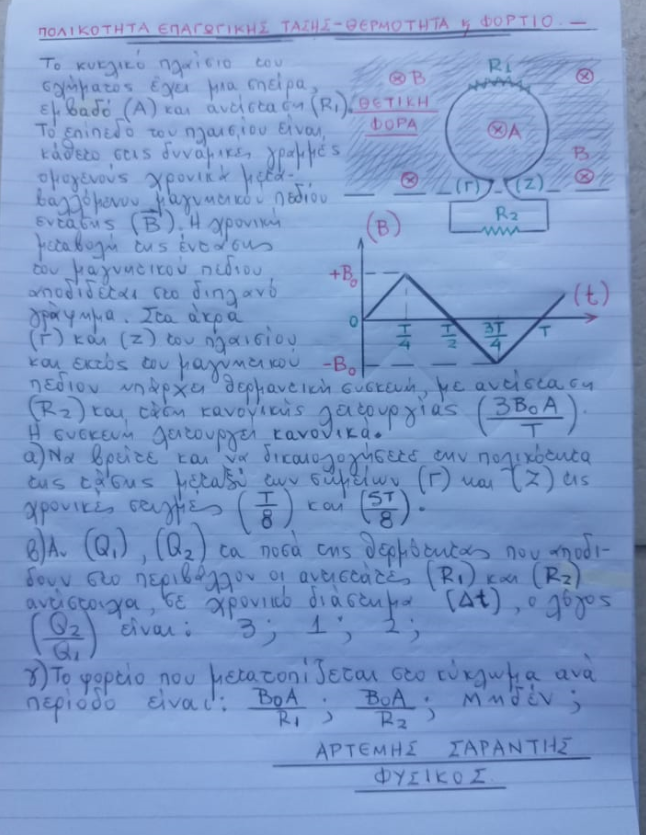 ΠΟΛΙΚΟΤΗΤΑ ΕΠΑΓΩΓΙΚΗΣ ΤΑΣΗΣ-ΘΕΡΜΟΤΗΤΑ η ΦΟΡΤΙΟ.-
Το κυκλικό πλαίσιο του
σχήματος έχει μια σπείρα,
εμβαδό (Α) και αντίσταση (R1).
Το επίπεδο του πλαισίου είναι
κάθετο στις δυναμικές γραμμές
ομογενούς χρονικά μετα-
βαλλόμενου μαγνητικού πεδίου
εντάσης (B). Η χρονική
μεταβολή της έντασης
του μαγνητικού πεδίου,
αποδίδεται στο διπλανό
γράφημα. Στα άκρα
(Γ) και (Ζ) του πλαισίου
και εκτός του μαγνητικού
πεδίου υπάρχει θερμαντική συσκευή, με αντίσταση
(R2) και τάση κανονικής λειτουργίας (3B0A/T).
Η συσκευή λειτουργεί κανονικά.
α) Να βρείτε και να δικαιολογήσετε την πολικότητα
της τάσης μεταξύ των σημείων (Γ) και (Ζ) τις
χρονικές στιγμές (T/8) και (5T/8).
β) Αν (Q1), (Q2) τα ποσά της θερμότητας που αποδί-
δουν στο περιβάλλον οι αντιστάτες (R1) και (R2)
αντίστοιχα, σε χρονικό διάστημα (Δt), ο λόγος
(Q2/Q1) είναι: 3; 1; 2;
γ) Το φορτίο που μετατοπίζεται στο κύκλωμα ανά
περίοδο είναι: B0A/R1; B0A/R2; Μηδέν;
ΑΡΤΕΜΗΣ ΣΑΡΑΝΤΗΣ
ΦΥΣΙΚΟΣ.
R1
B
ΘΕΤΙΚΗ
ΦΟΡΑ
A
B
(Γ) (Ζ)
R2
(B)
+B0
0
T/4 T/2 3T/4 T
(t)
-B0